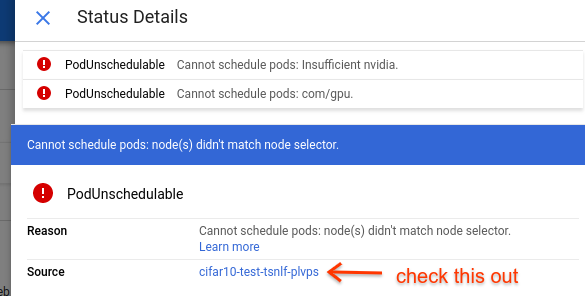 Status Details
PodUnschedulable Cannot schedule pods: Insufficient nvidia.
PodUnschedulable Cannot schedule pods: com/gpu.
Cannot schedule pods: node(s) didn't match node selector.
PodUnschedulable
Reason Cannot schedule pods: node(s) didn't match node selector.
Learn more
Source cifar10-test-tsnlf-plvps check this out
eb